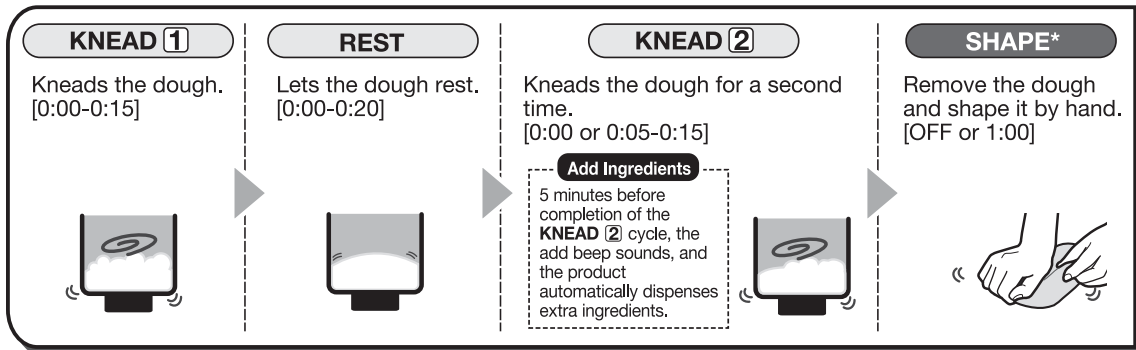 KNEAD 1
Kneads the dough.
[0:00-0:15]
REST
Lets the dough rest.
[0:00-0:20]
KNEAD 2
Kneads the dough for a second
time.
[0:00 or 0:05-0:15]
Add Ingredients
5 minutes before
completion of the
KNEAD 2 cycle, the
add beep sounds, and
the product
automatically dispenses
extra ingredients.
SHAPE*
Remove the dough
and shape it by hand.
[OFF or 1:00]